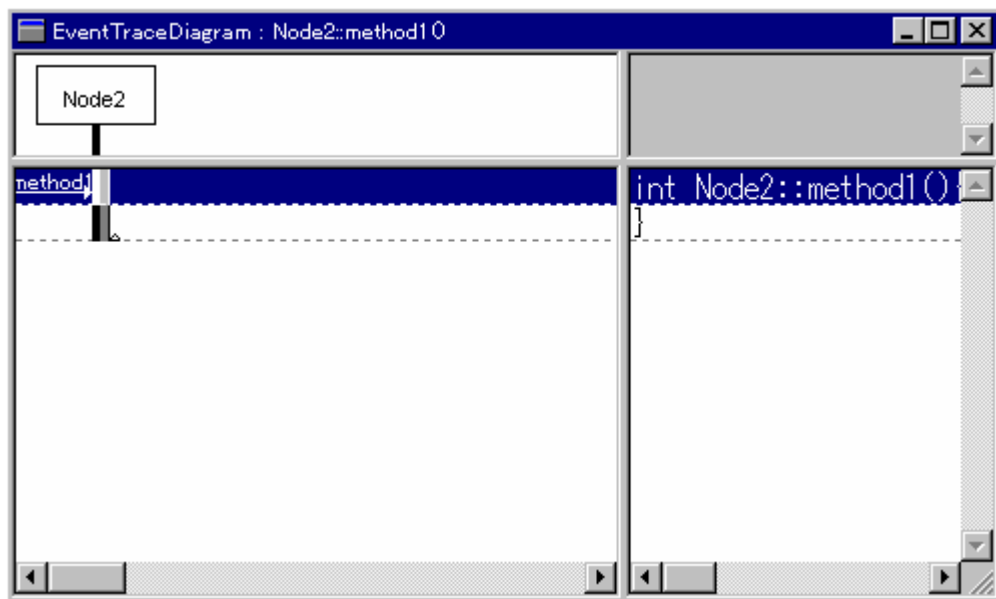 EventTraceDiagram : Node2::method1()
Node2
method1
int Node2::method1(){
}